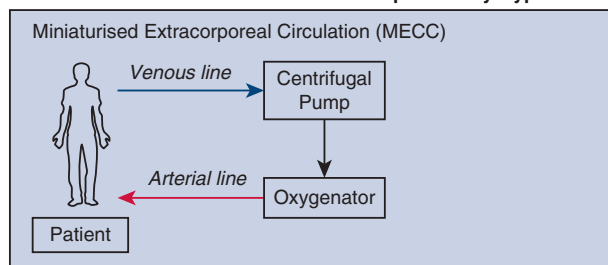 Miniaturised Extracorporeal Circulation (MECC)
Venous line
Centrifugal
Pump
Arterial line
Oxygenator
Patient